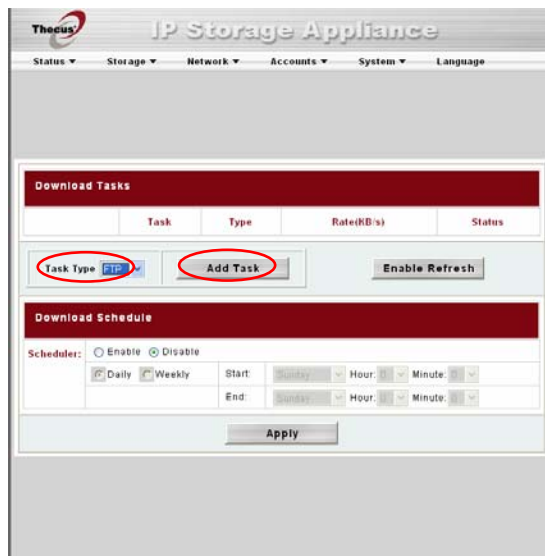 Thecus IP Storage Appliance
Status ▼ Storage ▼ Network ▼ Accounts ▼ System ▼ Language
Download Tasks
Task Type Rate(KB/s) Status
Task Type FTP Add Task Enable Refresh
Download Schedule
Scheduler: Enable Disable
Daily Weekly Start: Sunday Hour: 0 Minute: 0
End: Sunday Hour: 0 Minute: 0
Apply